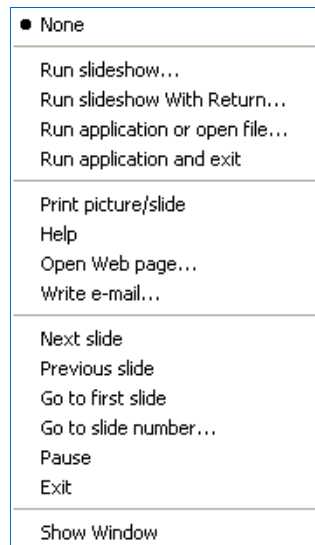 None
Run slideshow...
Run slideshow With Return...
Run application or open file...
Run application and exit
Print picture/slide
Help
Open Web page...
Write e-mail...
Next slide
Previous slide
Go to first slide
Go to slide number...
Pause
Exit
Show Window